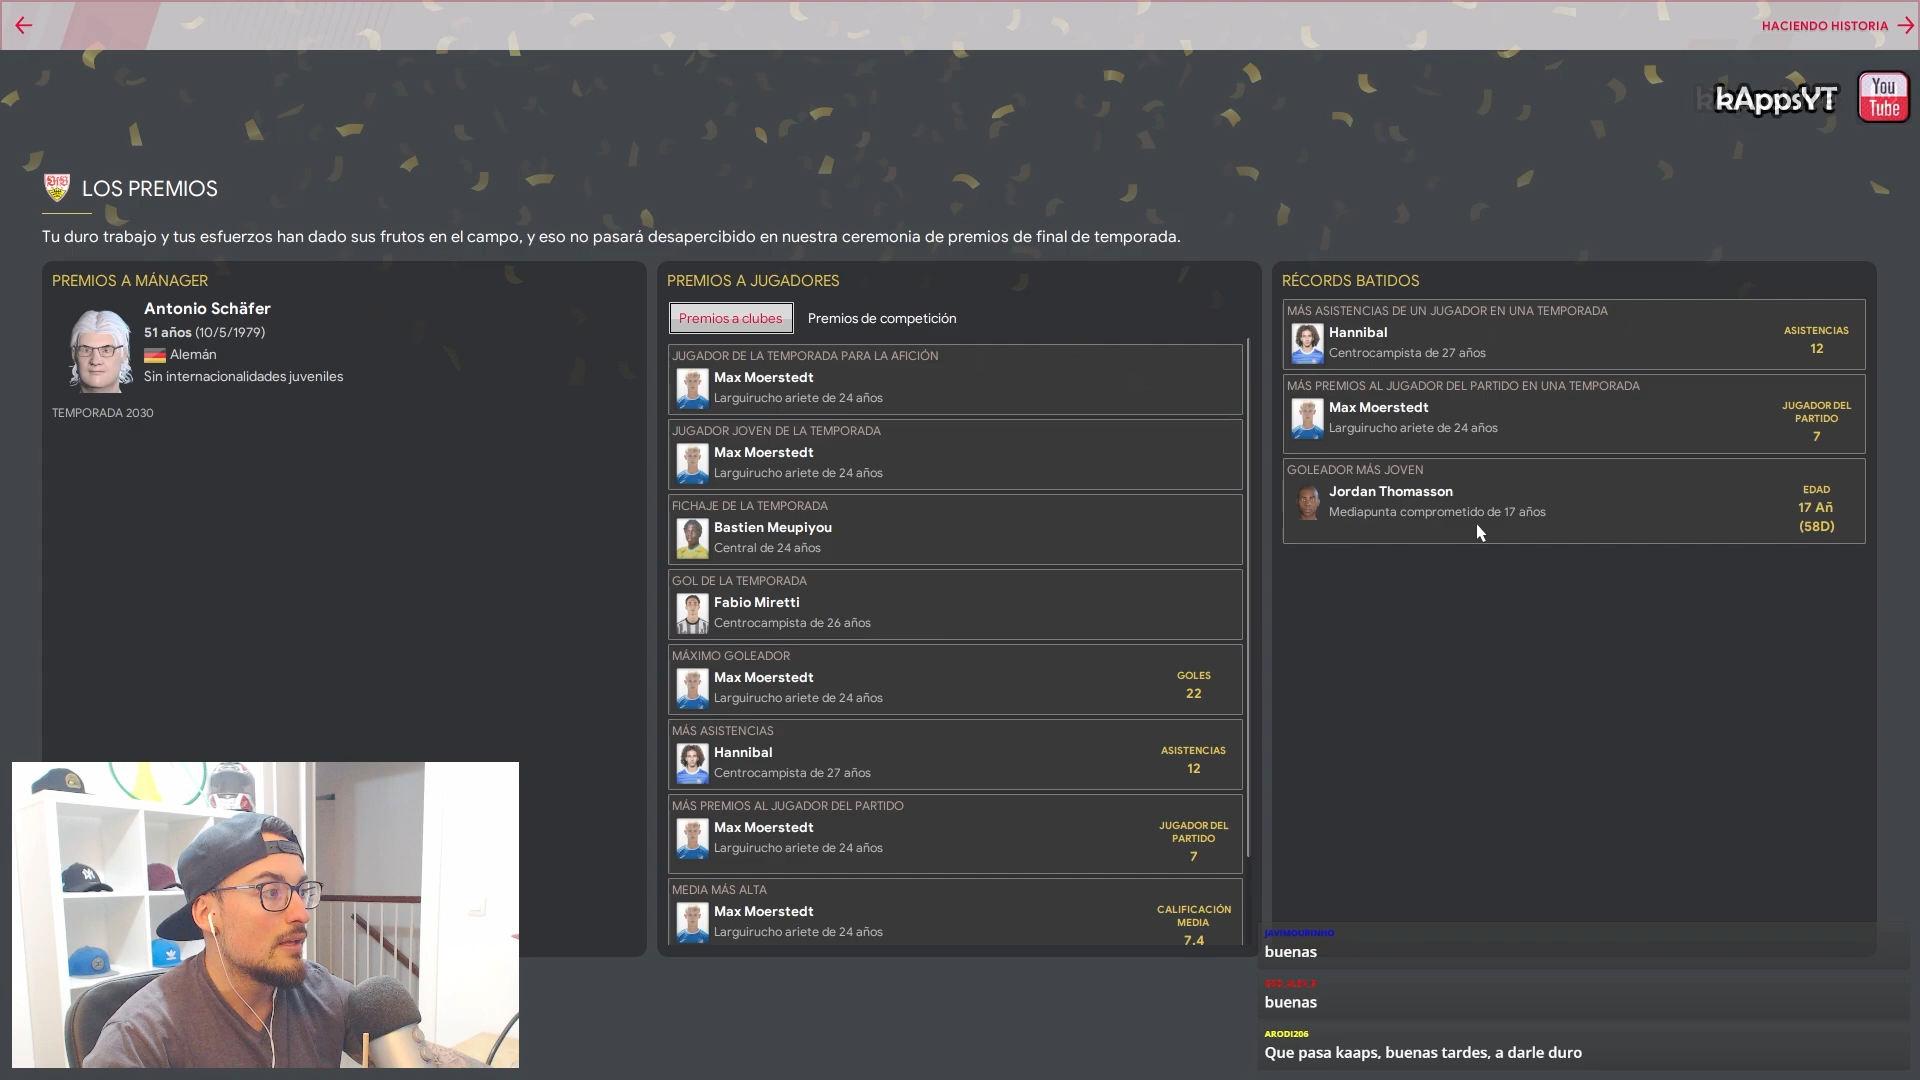 HACIENDO HISTORIA
kAppsYT
You
Tube
LOS PREMIOS
Tu duro trabajo y tus esfuerzos han dado sus frutos en el campo, y eso no pasará desapercibido en nuestra ceremonia de premios de final de temporada.
PREMIOS A MÁNAGER
Antonio Schäfer
51 años (10/5/1979)
Alemán
Sin internacionalidades juveniles
TEMPORADA 2030
PREMIOS A JUGADORES
Premios a clubes
Premios de competición
JUGADOR DE LA TEMPORADA PARA LA AFICIÓN
Max Moerstedt
Larguirucho ariete de 24 años
JUGADOR JOVEN DE LA TEMPORADA
Max Moerstedt
Larguirucho ariete de 24 años
FICHAJE DE LA TEMPORADA
Bastien Meupiyou
Central de 24 años
GOL DE LA TEMPORADA
Fabio Miretti
Centrocampista de 26 años
MÁXIMO GOLEADOR
Max Moerstedt
Larguirucho ariete de 24 años
GOLES
22
MÁS ASISTENCIAS
Hannibal
Centrocampista de 27 años
ASISTENCIAS
12
MÁS PREMIOS AL JUGADOR DEL PARTIDO
Max Moerstedt
Larguirucho ariete de 24 años
JUGADOR DEL
PARTIDO
7
MEDIA MÁS ALTA
Max Moerstedt
Larguirucho ariete de 24 años
CALIFICACIÓN
MEDIA
7.4
RÉCORDS BATIDOS
MÁS ASISTENCIAS DE UN JUGADOR EN UNA TEMPORADA
Hannibal
Centrocampista de 27 años
ASISTENCIAS
12
MÁS PREMIOS AL JUGADOR DEL PARTIDO EN UNA TEMPORADA
Max Moerstedt
Larguirucho ariete de 24 años
JUGADOR DEL
PARTIDO
7
GOLEADOR MÁS JOVEN
Jordan Thomasson
Mediapunta comprometido de 17 años
EDAD
17 Añ
(58D)
JAVIMOURINHO
buenas
buenas
ARODI206
Que pasa kaaps, buenas tardes, a darle duro